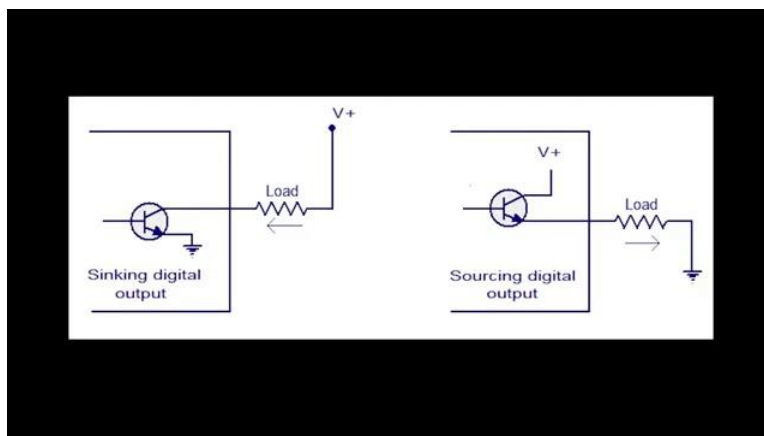 V+
Load
Sinking digital
output
V+
Load
Sourcing digital
output